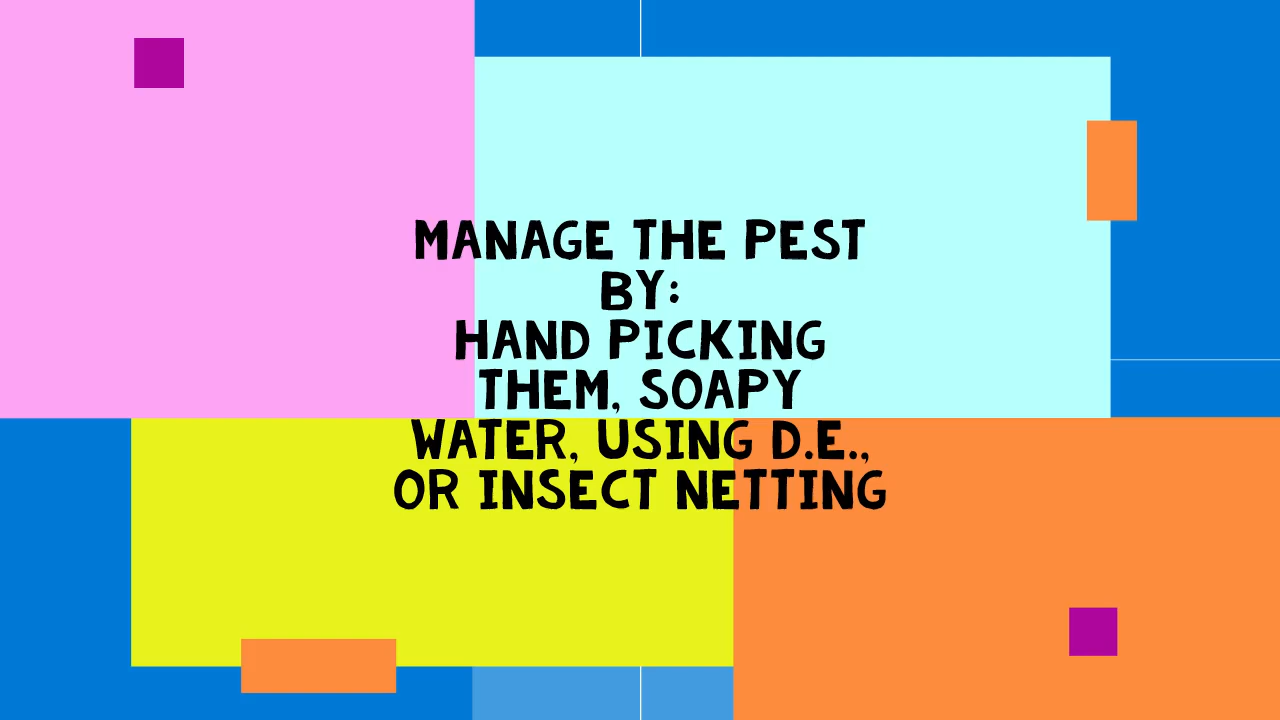 MANAGE THE PEST
BY:
HAND PICKING
THEM, SOAPY
WATER, USING D.E.,
OR INSECT NETTING